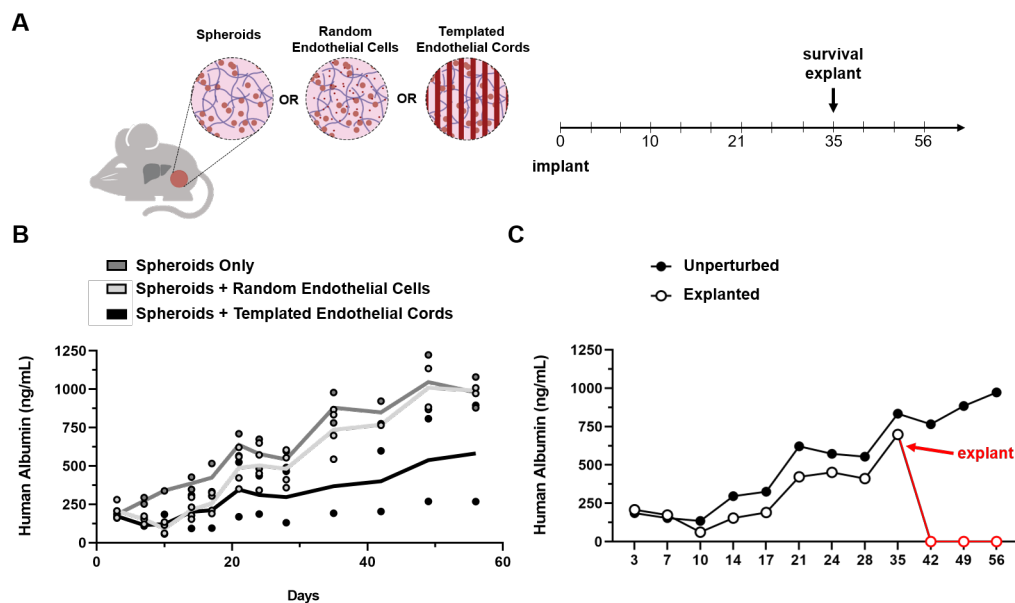 A
Spheroids
Random
Endothelial Cells
Templated
Endothelial Cords
OR
OR
survival
explant
0
10
21
35
56
implant
B
Spheroids Only
Spheroids + Random Endothelial Cells
Spheroids + Templated Endothelial Cords
Human Albumin (ng/mL)
1250
1000
750
500
250
0
0
20
40
60
Days
C
Unperturbed
Explanted
Human Albumin (ng/mL)
1250
1000
750
500
250
0
explant
3
7
10
14
17
21
24
28
35
42
49
56